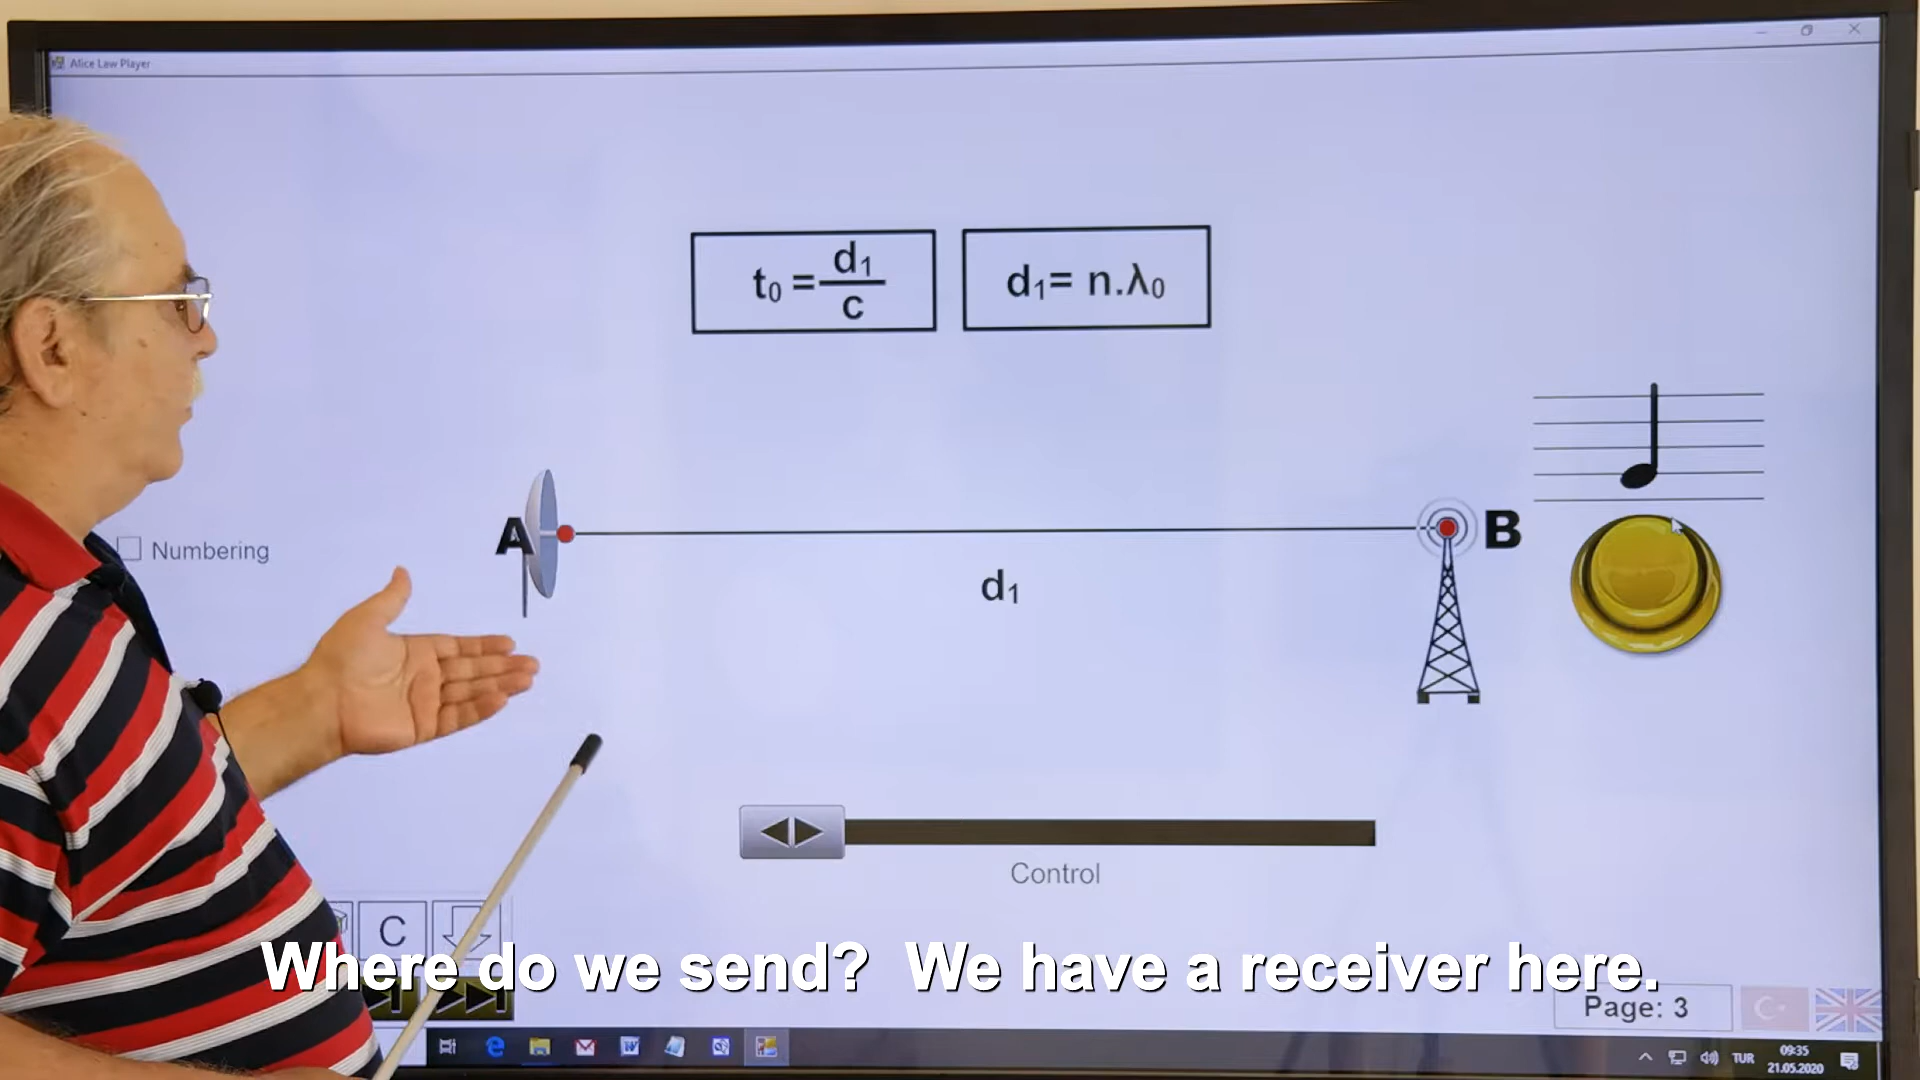 Alice Law Player
t₀ = d₁ / c
d₁= n.λ₀
Numbering
A
B
d₁
Control
C
Where do we send? We have a receiver here.
Page: 3
TUR
09:35
21.05.2020